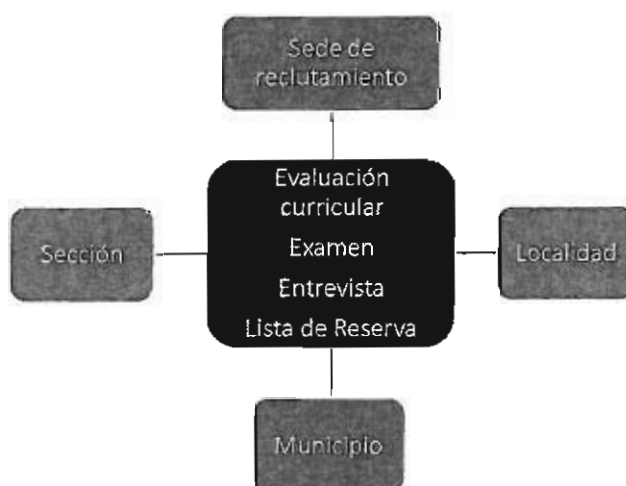 Sede de
reclutamiento
Evaluación
curricular
Examen
Entrevista
Lista de Reserva
Sección
Localidad
Municipio